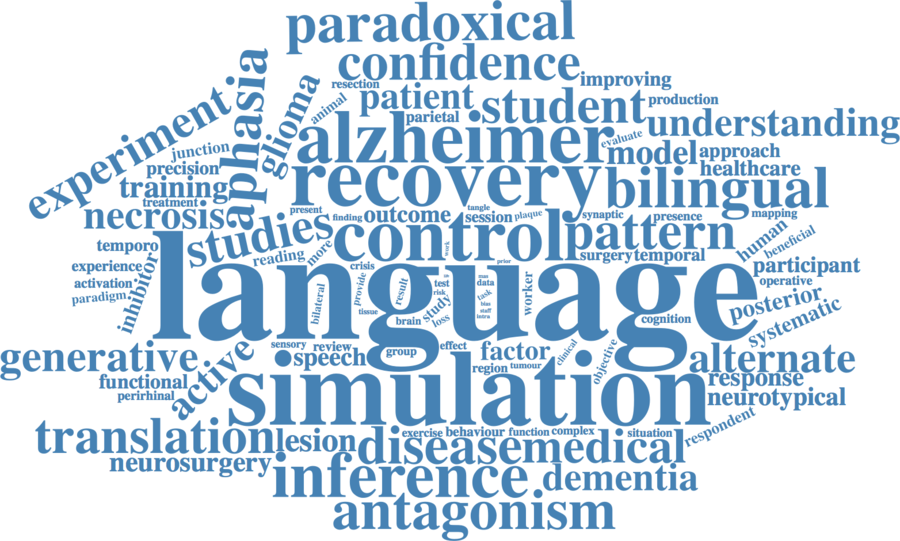 paradoxical
confidence
improving
resection
patient
student
production
animal
parietal
understanding
experiment
aphasia
glioma
alzheimer
evaluate
model
approach
junction
precision
healthcare
training
recovery
bilingual
treatment
necrosis
studies
present
finding
outcome
tangle
session
plaque
synaptic
presence
mapping
control
pattern
human
beneficial
temporo
inhibitor
reading
more
work
prior
surgery
temporal
experience
activation
paradigm
language
crisis
participant
operative
posterior
systematic
bilateral
provide
tissue
result
brain
test
risk
study
loss
data
task
bias
staff
intra
worker
cognition
generative
active
sensory
review
speech
group
effect
factor
region
tumour
clinical
objective
alternate
functional
perirhinal
simulation
response
neurotypical
respondent
translation
lesion
exercise
behaviour
function
complex
situation
disease
medical
neurosurgery
inference
dementia
antagonism